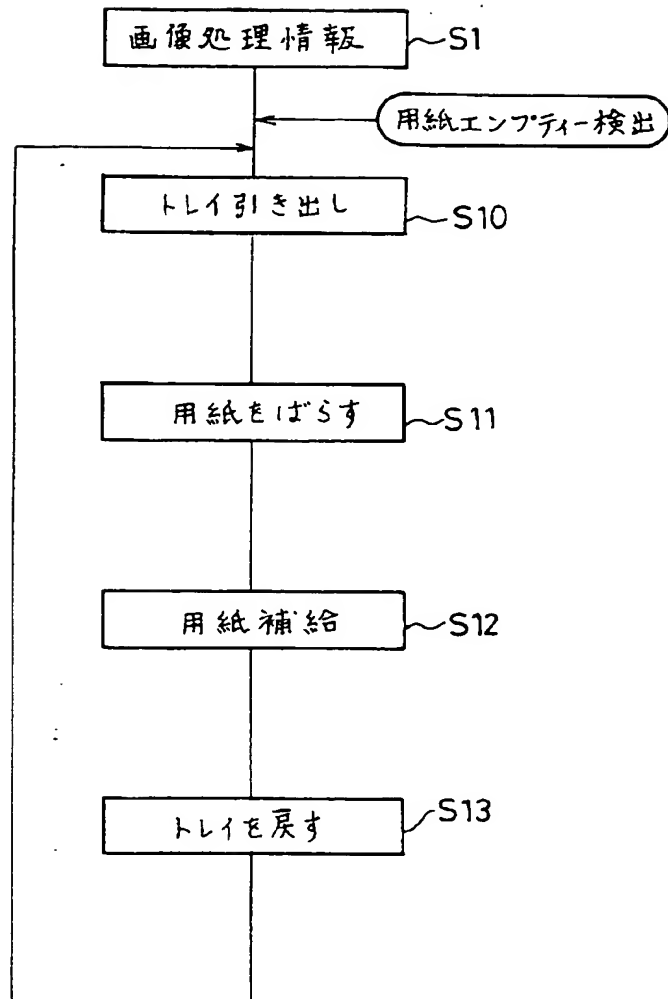 画像処理情報
S1
用紙エンプティー検出
トレイ引き出し
S10
用紙をばらす
S11
用紙補給
S12
トレイを戻す
S13